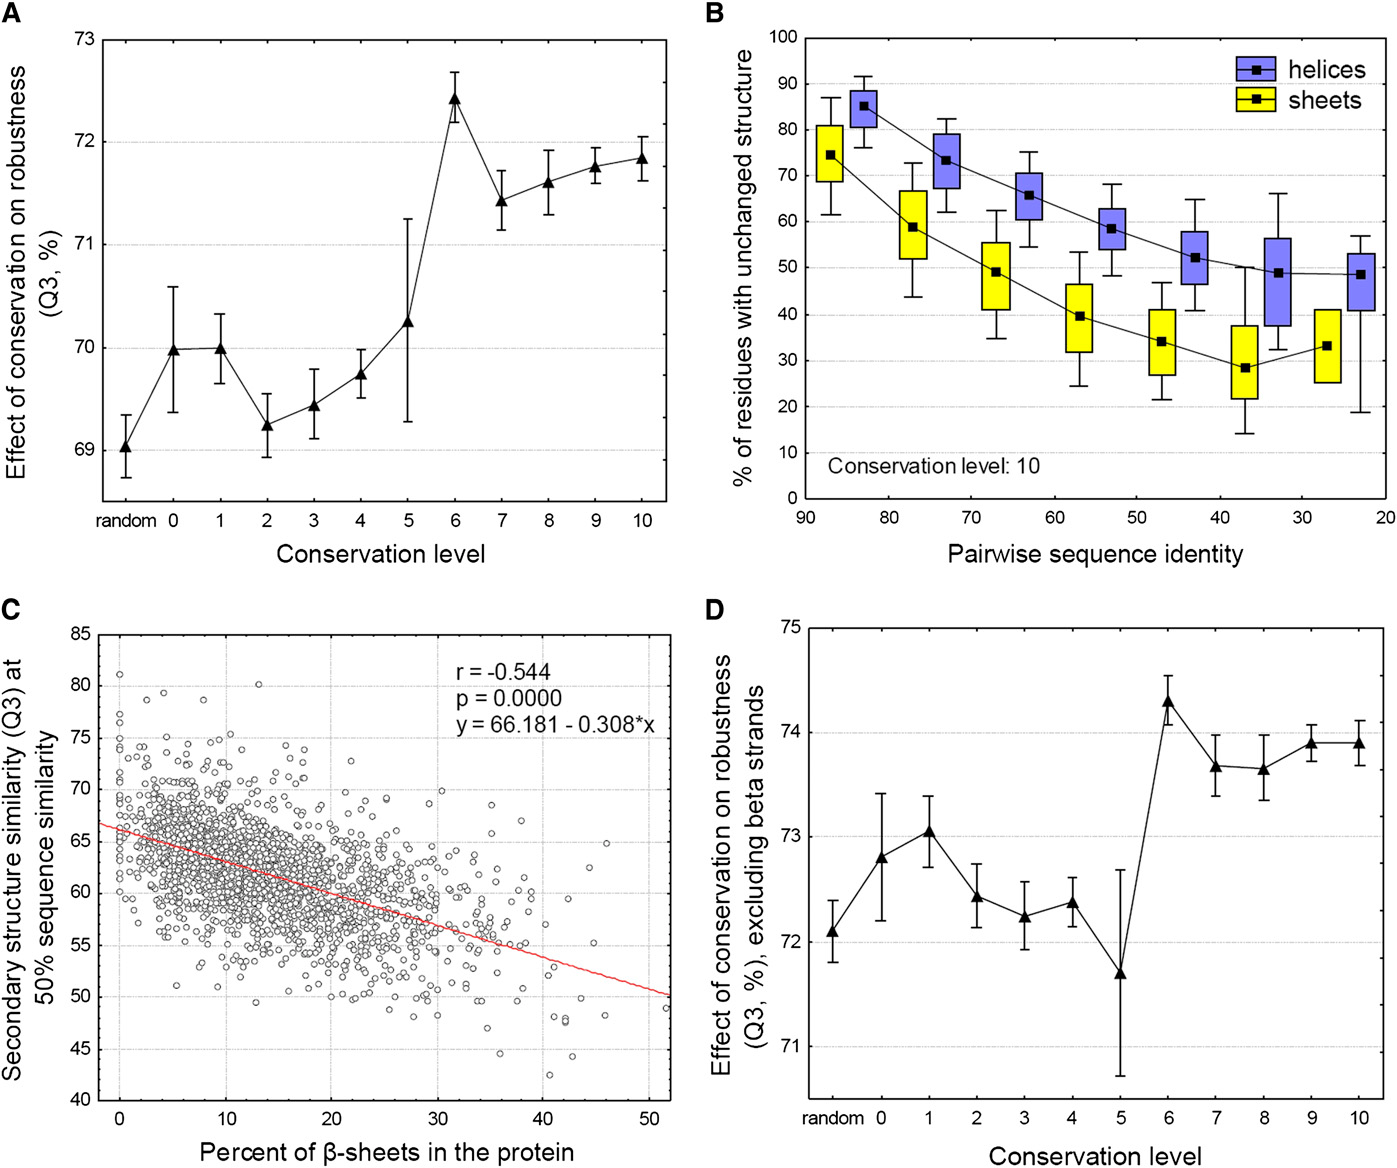 A
Effect of conservation on robustness
(Q3, %)
73
72
71
70
69
random 0 1 2 3 4 5 6 7 8 9 10
Conservation level
B
% of residues with unchanged structure
100
90
80
70
60
50
40
30
20
10
0
helices
sheets
Conservation level: 10
90 80 70 60 50 40 30 20
Pairwise sequence identity
C
Secondary structure similarity (Q3) at
50% sequence similarity
85
80
75
70
65
60
55
50
45
40
r = -0.544
p = 0.0000
y = 66.181 - 0.308*x
0 10 20 30 40 50
Percent of β-sheets in the protein
D
Effect of conservation on robustness
(Q3, %), excluding beta strands
75
74
73
72
71
random 0 1 2 3 4 5 6 7 8 9 10
Conservation level